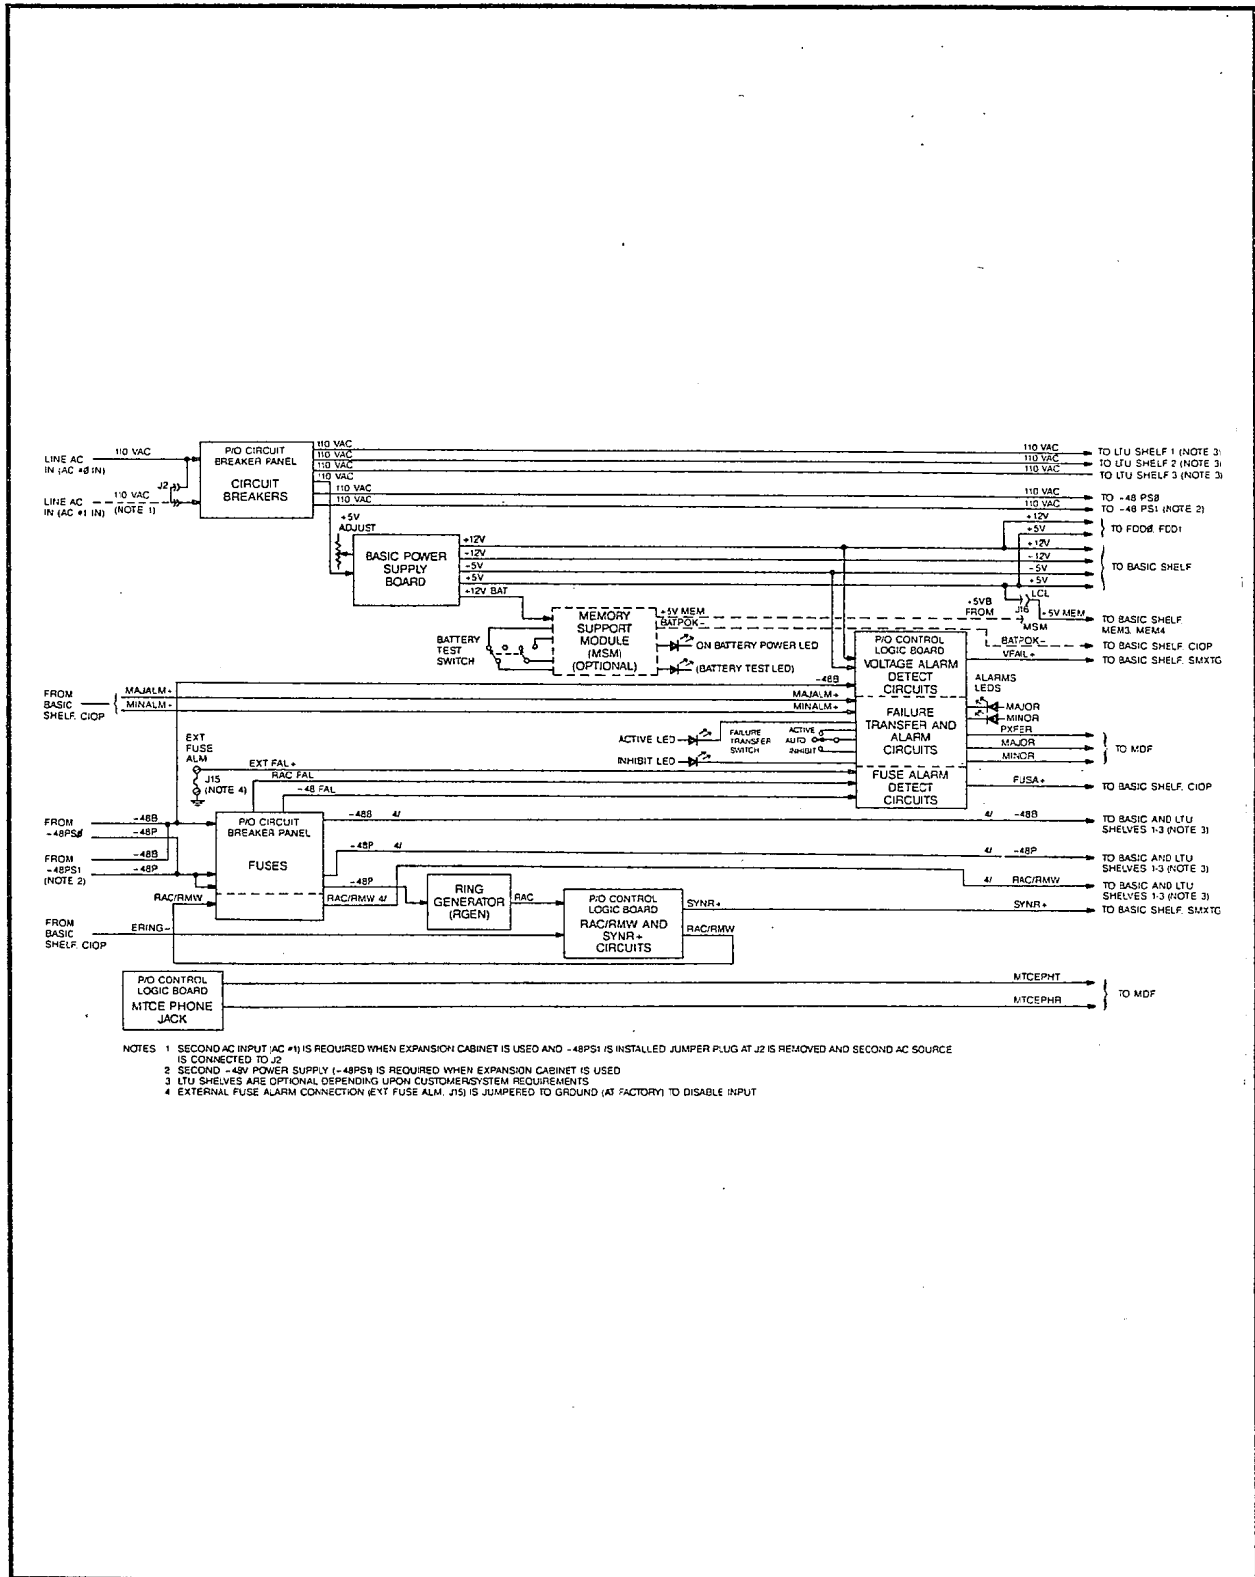 LINE AC
IN (AC #0 IN)
110 VAC
J2
LINE AC
IN (AC #1 IN)
110 VAC
(NOTE 1)
P/O CIRCUIT
BREAKER PANEL
CIRCUIT
BREAKERS
110 VAC
110 VAC
110 VAC
110 VAC
110 VAC
110 VAC
110 VAC
110 VAC
110 VAC
110 VAC
110 VAC
TO LTU SHELF 1 (NOTE 3)
TO LTU SHELF 2 (NOTE 3)
TO LTU SHELF 3 (NOTE 3)
TO -48 PS0
TO -48 PS1 (NOTE 2)
+5V
ADJUST
BASIC POWER
SUPPLY
BOARD
+12V
-12V
-5V
+5V
+12V BAT
+12V
+5V
TO FDD0, FDD1
+12V
-12V
-5V
+5V
TO BASIC SHELF
LCL
+5VB
FROM
J16
MSM
+5V MEM
TO BASIC SHELF
MEM3, MEM4
BATTERY
TEST
SWITCH
MEMORY
SUPPORT
MODULE
(MSM)
(OPTIONAL)
+5V MEM
BATPOK-
ON BATTERY POWER LED
(BATTERY TEST LED)
BATPOK-
TO BASIC SHELF, CIOP
P/O CONTROL
LOGIC BOARD
VOLTAGE ALARM
DETECT
CIRCUITS
VFAIL+
TO BASIC SHELF, SMXTG
-48B
FROM
BASIC
SHELF, CIOP
MAJALM+
MINALM+
MAJALM+
MINALM+
FAILURE
TRANSFER AND
ALARM
CIRCUITS
ALARMS
LEDS
MAJOR
MINOR
PXFER
MAJOR
MINOR
TO MDF
ACTIVE LED
INHIBIT LED
FAILURE
TRANSFER
SWITCH
ACTIVE
AUTO
INHIBIT
EXT
FUSE
ALM
J15
(NOTE 4)
EXT FAL+
RAC FAL
-48 FAL
FUSE ALARM
DETECT
CIRCUITS
FUSA+
TO BASIC SHELF, CIOP
FROM
-48PS0
-48B
-48P
FROM
-48PS1
(NOTE 2)
-48B
-48P
RAC/RMW
P/O CIRCUIT
BREAKER PANEL
FUSES
-48B 4/
-48P 4/
-48P
RAC/RMW 4/
4/ -48B
TO BASIC AND LTU
SHELVES 1-3 (NOTE 3)
4/ -48P
TO BASIC AND LTU
SHELVES 1-3 (NOTE 3)
4/ RAC/RMW
TO BASIC AND LTU
SHELVES 1-3 (NOTE 3)
RING
GENERATOR
(RGEN)
RAC
P/O CONTROL
LOGIC BOARD
RAC/RMW AND
SYNR+
CIRCUITS
SYNR+
RAC/RMW
SYNR+
TO BASIC SHELF, SMXTG
FROM
BASIC
SHELF, CIOP
ERING-
P/O CONTROL
LOGIC BOARD
MTCE PHONE
JACK
MTCEPHT
MTCEPHR
TO MDF
NOTES 1 SECOND AC INPUT (AC #1) IS REQUIRED WHEN EXPANSION CABINET IS USED AND -48PS1 IS INSTALLED JUMPER PLUG AT J2 IS REMOVED AND SECOND AC SOURCE
IS CONNECTED TO J2
2 SECOND -48V POWER SUPPLY (-48PS1) IS REQUIRED WHEN EXPANSION CABINET IS USED
3 LTU SHELVES ARE OPTIONAL DEPENDING UPON CUSTOMER/SYSTEM REQUIREMENTS
4 EXTERNAL FUSE ALARM CONNECTION (EXT FUSE ALM, J15) IS JUMPERED TO GROUND (AT FACTORY) TO DISABLE INPUT